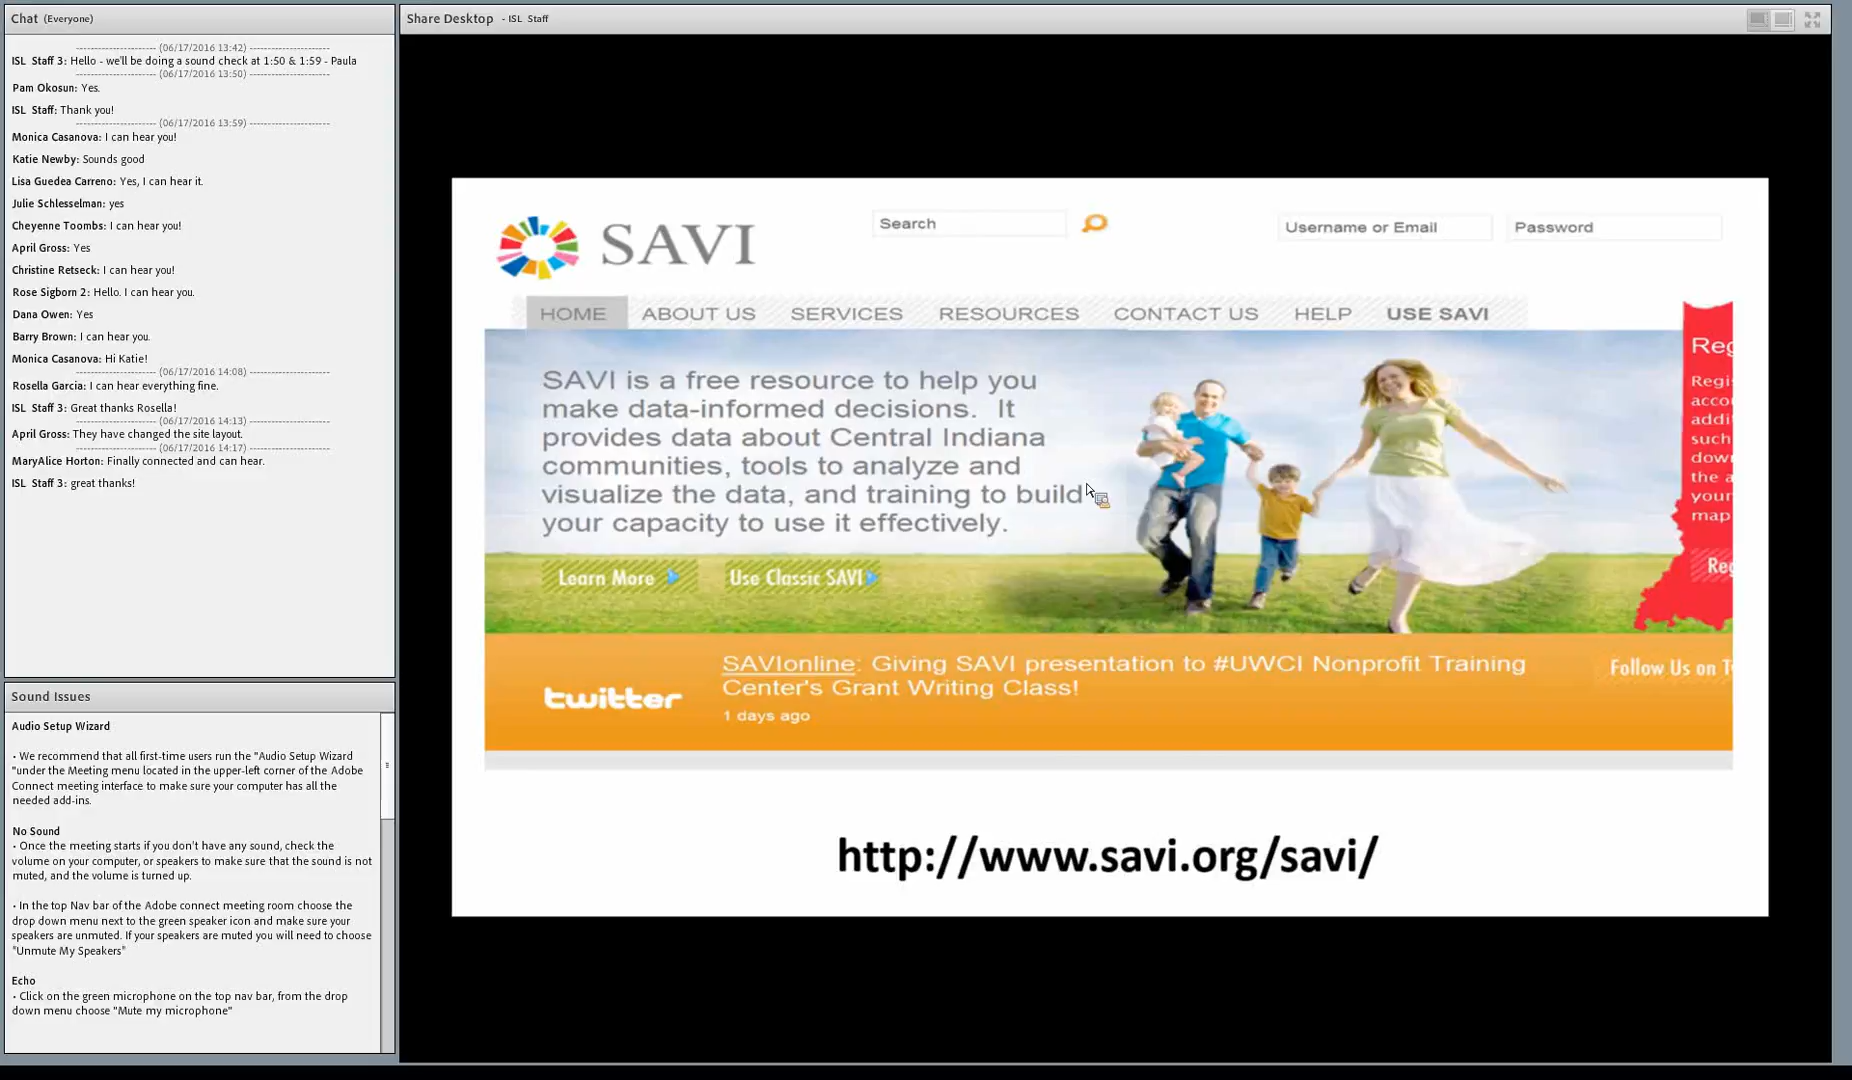 Chat (Everyone)
---------------------- (06/17/2016 13:42) ----------------------
ISL Staff 3: Hello - we'll be doing a sound check at 1:50 & 1:59 - Paula
---------------------- (06/17/2016 13:50) ----------------------
Pam Okosun: Yes.
ISL Staff: Thank you!
---------------------- (06/17/2016 13:59) ----------------------
Monica Casanova: I can hear you!
Katie Newby: Sounds good
Lisa Guedea Carreno: Yes, I can hear it.
Julie Schlesselman: yes
Cheyenne Toombs: I can hear you!
April Gross: Yes
Christine Retseck: I can hear you!
Rose Sigborn 2: Hello. I can hear you.
Dana Owen: Yes
Barry Brown: I can hear you.
Monica Casanova: Hi Katie!
---------------------- (06/17/2016 14:08) ----------------------
Rosella Garcia: I can hear everything fine.
ISL Staff 3: Great thanks Rosella!
---------------------- (06/17/2016 14:13) ----------------------
April Gross: They have changed the site layout.
---------------------- (06/17/2016 14:17) ----------------------
MaryAlice Horton: Finally connected and can hear.
ISL Staff 3: great thanks!
Sound Issues
Audio Setup Wizard
• We recommend that all first-time users run the "Audio Setup Wizard
"under the Meeting menu located in the upper-left corner of the Adobe
Connect meeting interface to make sure your computer has all the
needed add-ins.
No Sound
• Once the meeting starts if you don't have any sound, check the
volume on your computer, or speakers to make sure that the sound is not
muted, and the volume is turned up.
• In the top Nav bar of the Adobe connect meeting room choose the
drop down menu next to the green speaker icon and make sure your
speakers are unmuted. If your speakers are muted you will need to choose
"Unmute My Speakers"
Echo
• Click on the green microphone on the top nav bar, from the drop
down menu choose "Mute my microphone"
Share Desktop - ISL Staff
SAVI
Search
Username or Email
Password
HOME ABOUT US SERVICES RESOURCES CONTACT US HELP USE SAVI
SAVI is a free resource to help you
make data-informed decisions. It
provides data about Central Indiana
communities, tools to analyze and
visualize the data, and training to build
your capacity to use it effectively.
Learn More
Use Classic SAVI
Reg
Regi
acco
addi
such
down
the a
your
map
Reg
twitter
SAVIonline: Giving SAVI presentation to #UWCI Nonprofit Training
Center's Grant Writing Class!
1 days ago
Follow Us on T
http://www.savi.org/savi/